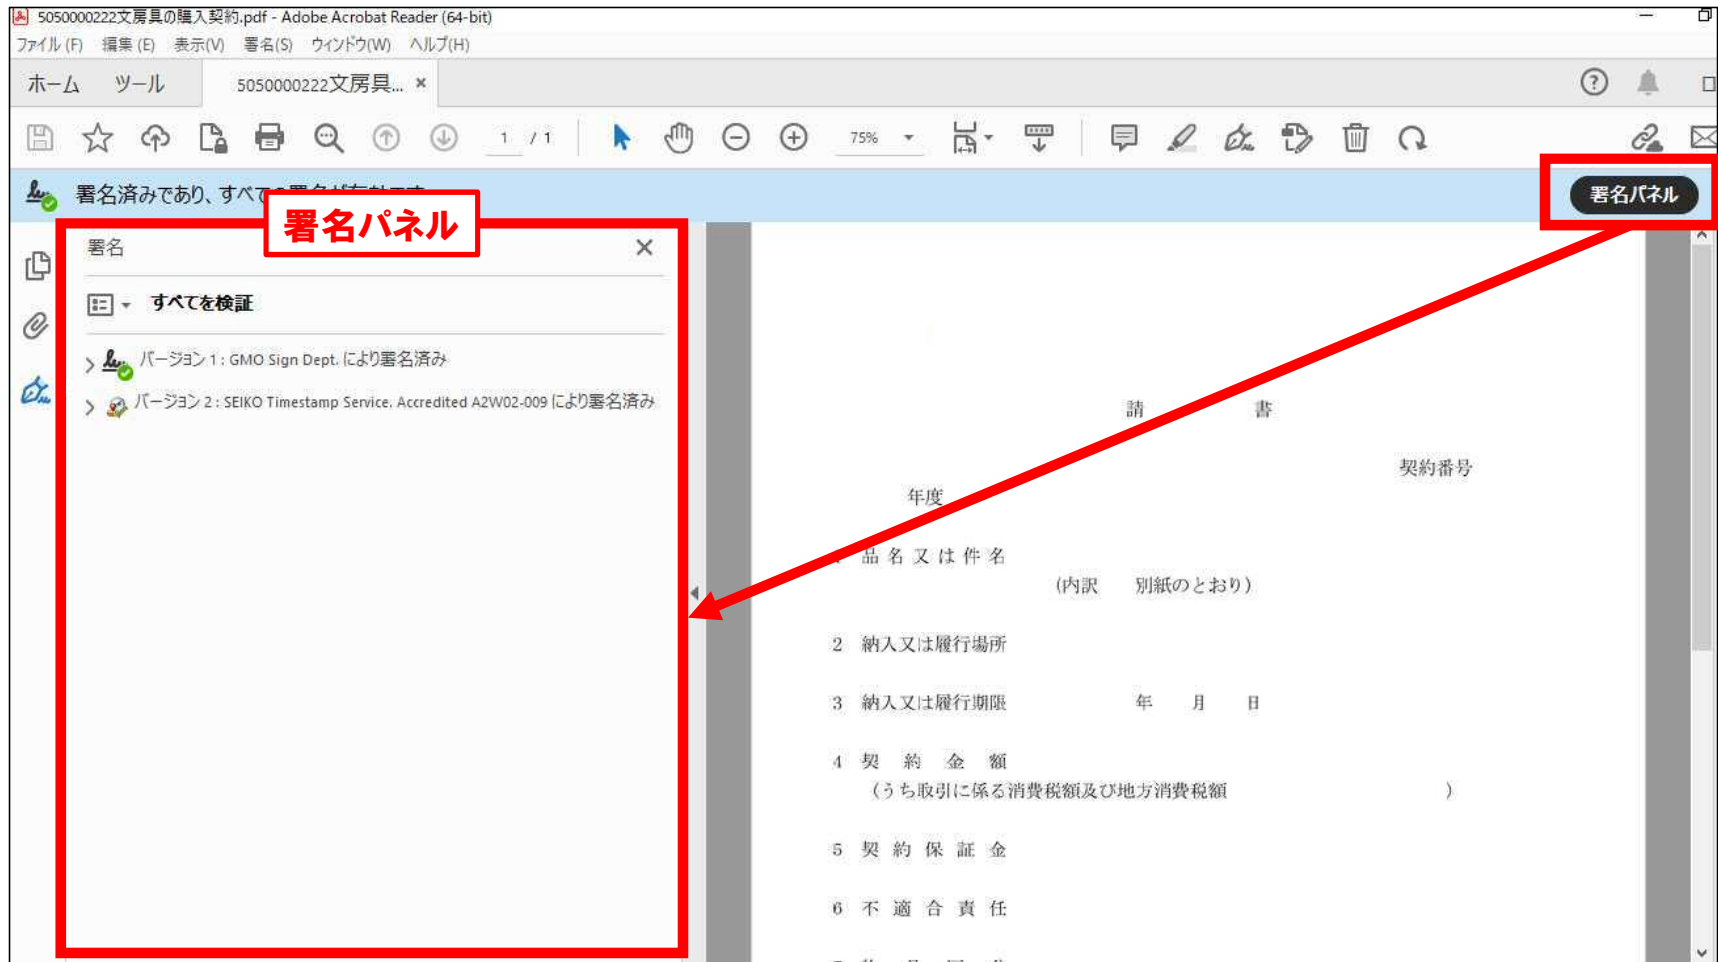 5050000222文房具の購入契約.pdf - Adobe Acrobat Reader (64-bit)
ファイル(F) 編集(E) 表示(V) 署名(S) ウィンドウ(W) ヘルプ(H)
ホーム ツール 5050000222文房具... ×
1 / 1 75%
署名済みであり、すべて
署名パネル
署名パネル
署名
すべてを検証
バージョン 1 : GMO Sign Dept. により署名済み
バージョン 2 : SEIKO Timestamp Service. Accredited A2W02-009 により署名済み
請 書
契約番号
年度
品名又は件名
(内訳 別紙のとおり)
2 納入又は履行場所
3 納入又は履行期限 年 月 日
4 契約金額
(うち取引に係る消費税額及び地方消費税額 )
5 契約保証金
6 不適合責任